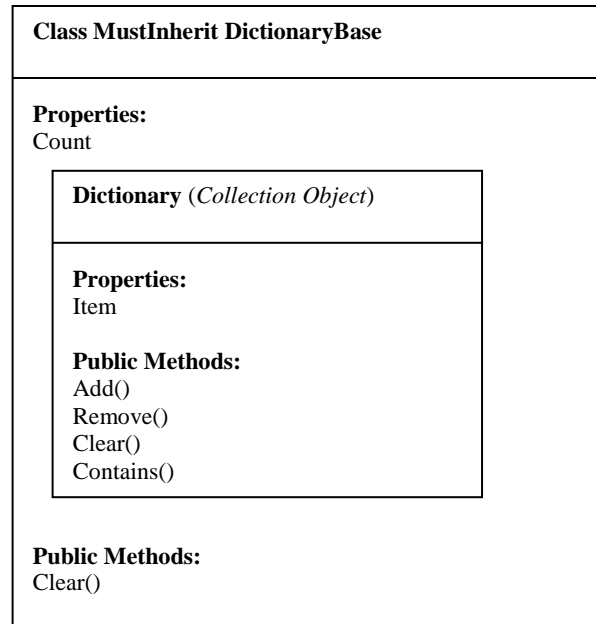 Class MustInherit DictionaryBase
Properties:
Count
Dictionary (Collection Object)
Properties:
Item
Public Methods:
Add()
Remove()
Clear()
Contains()
Public Methods:
Clear()